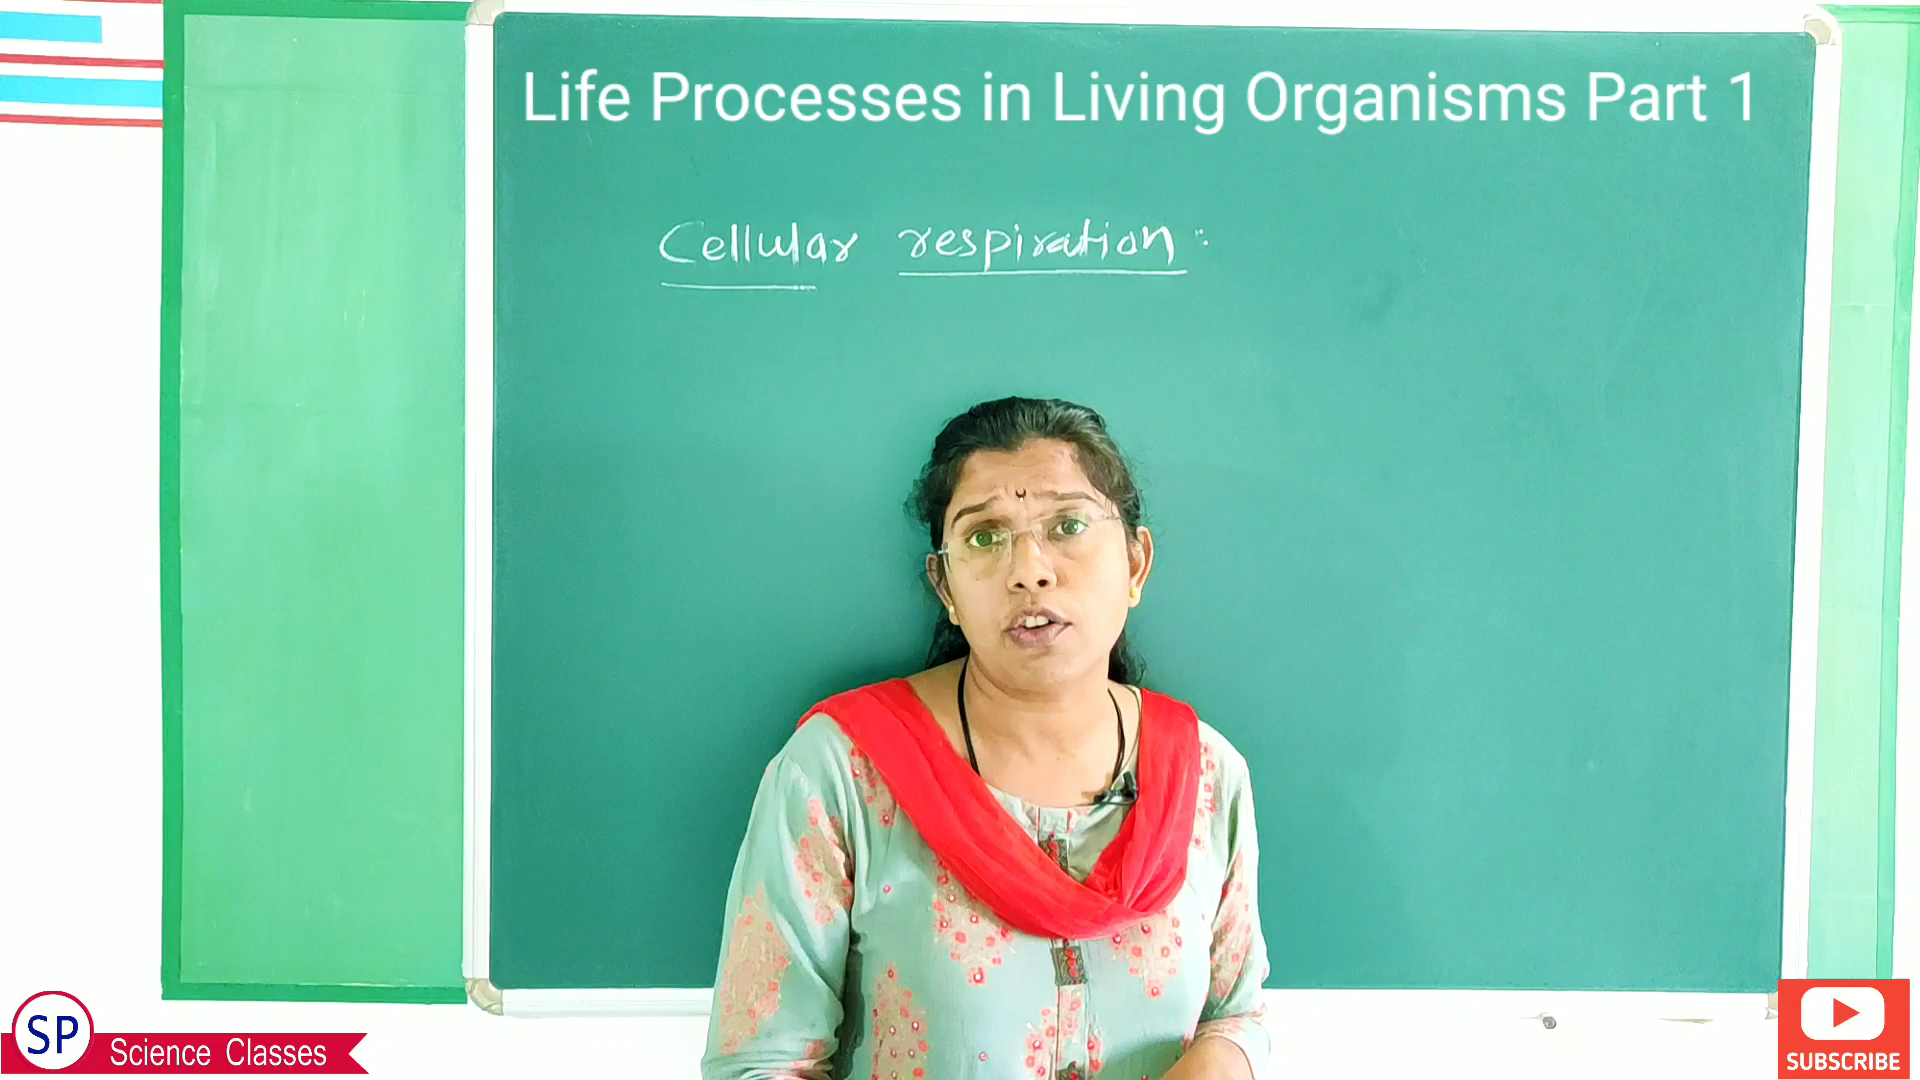 Life Processes in Living Organisms Part 1
Cellular respiration :
SP
Science Classes
SUBSCRIBE